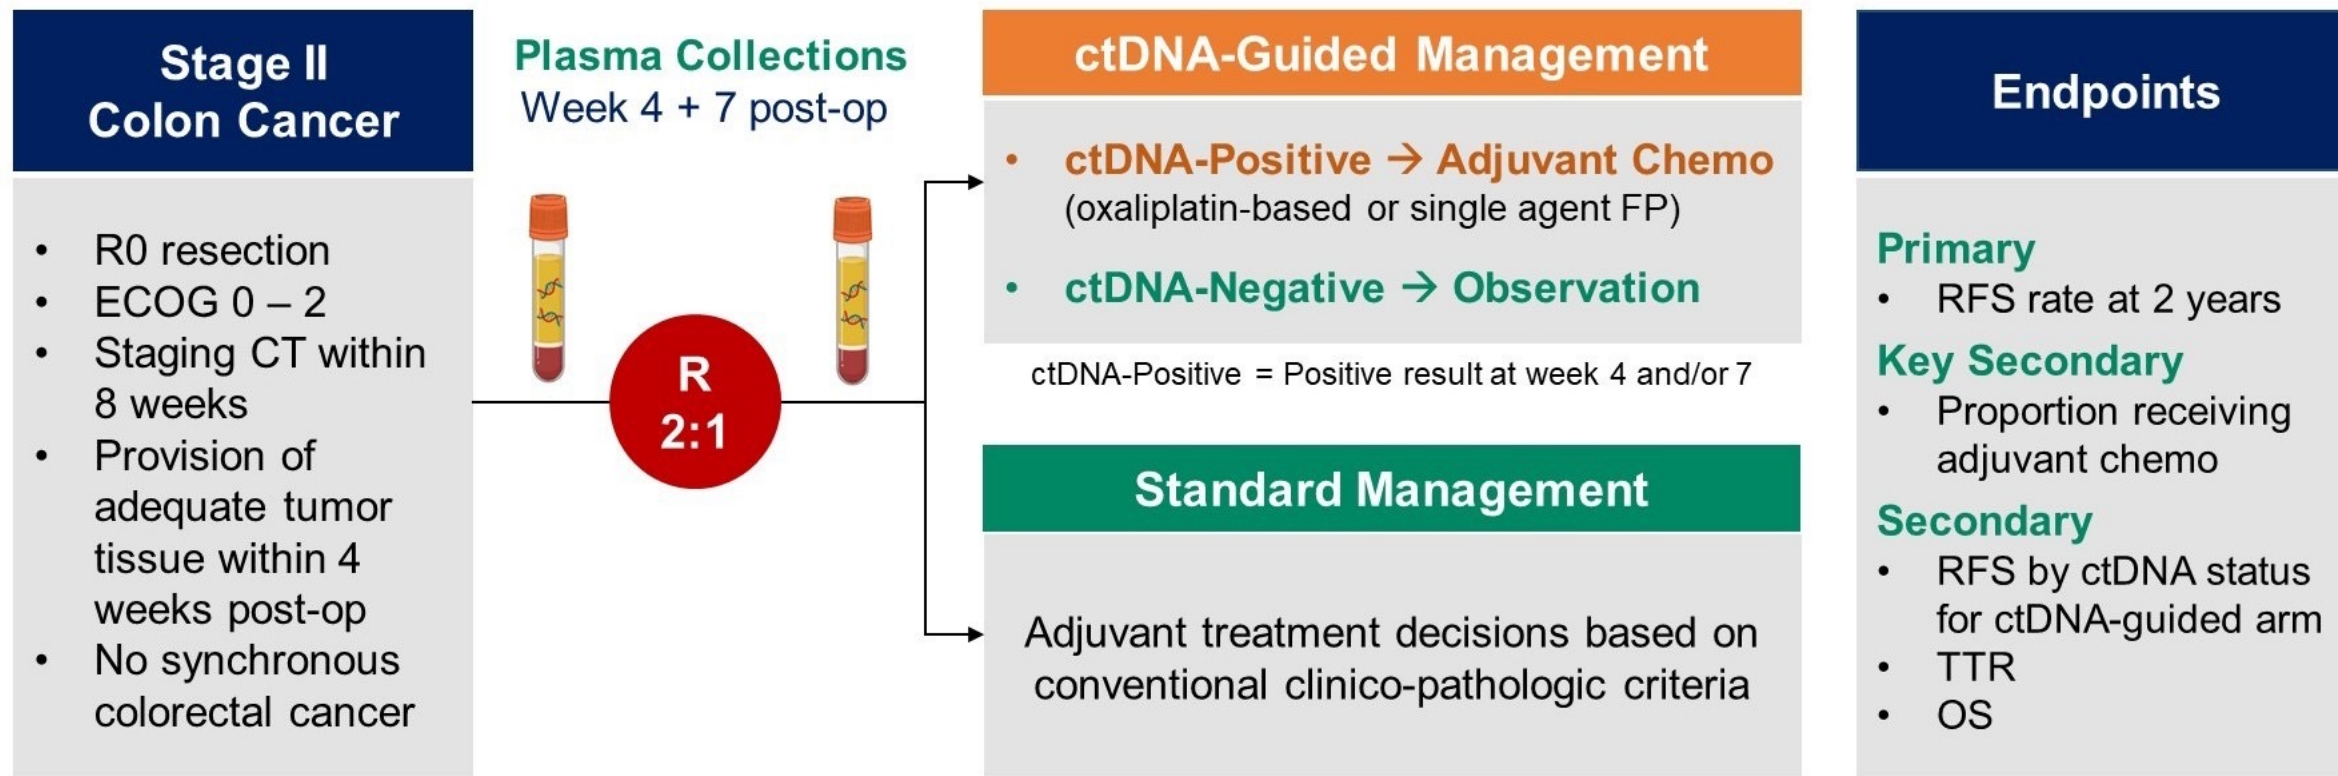 Stage II
Colon Cancer
• R0 resection
• ECOG 0 – 2
• Staging CT within
8 weeks
• Provision of
adequate tumor
tissue within 4
weeks post-op
• No synchronous
colorectal cancer
Plasma Collections
Week 4 + 7 post-op
R
2:1
ctDNA-Guided Management
• ctDNA-Positive → Adjuvant Chemo
(oxaliplatin-based or single agent FP)
• ctDNA-Negative → Observation
ctDNA-Positive = Positive result at week 4 and/or 7
Standard Management
Adjuvant treatment decisions based on
conventional clinico-pathologic criteria
Endpoints
Primary
• RFS rate at 2 years
Key Secondary
• Proportion receiving
adjuvant chemo
Secondary
• RFS by ctDNA status
for ctDNA-guided arm
• TTR
• OS